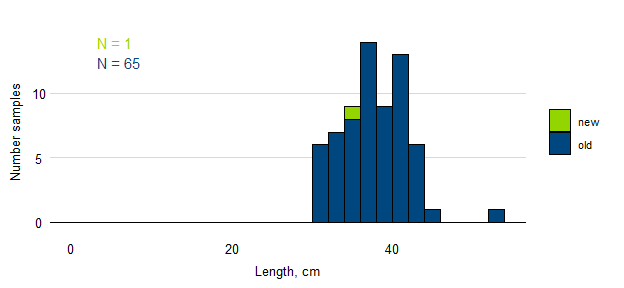 N = 1
N = 65
10
5
0
Number samples
0 20 40
Length, cm
new
old